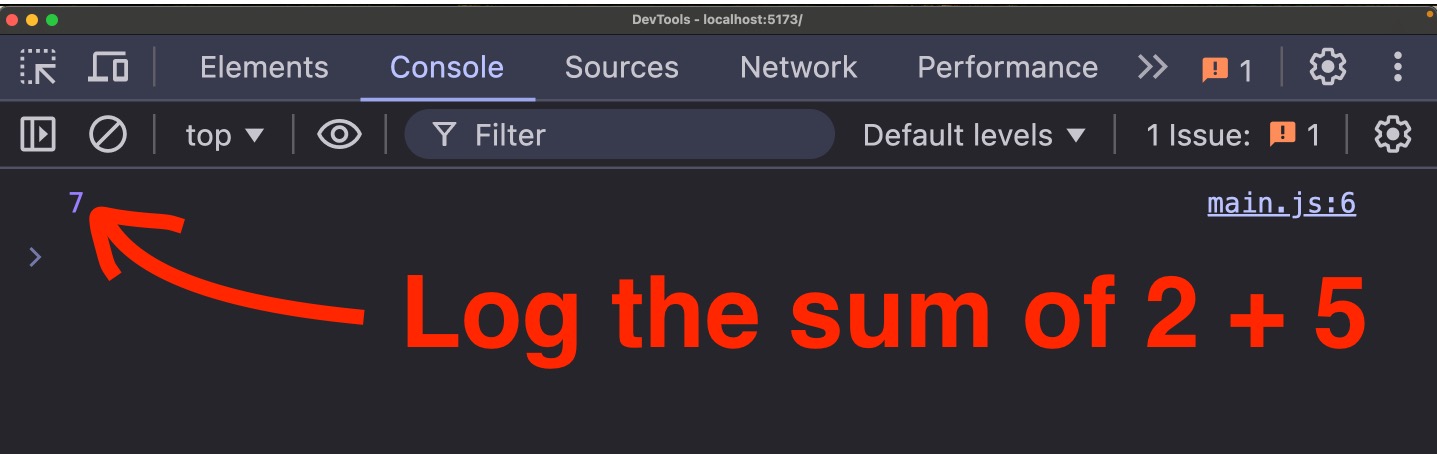 DevTools - localhost:5173/
Elements Console Sources Network Performance 1
top Filter Default levels 1 Issue: 1
7 main.js:6
Log the sum of 2 + 5